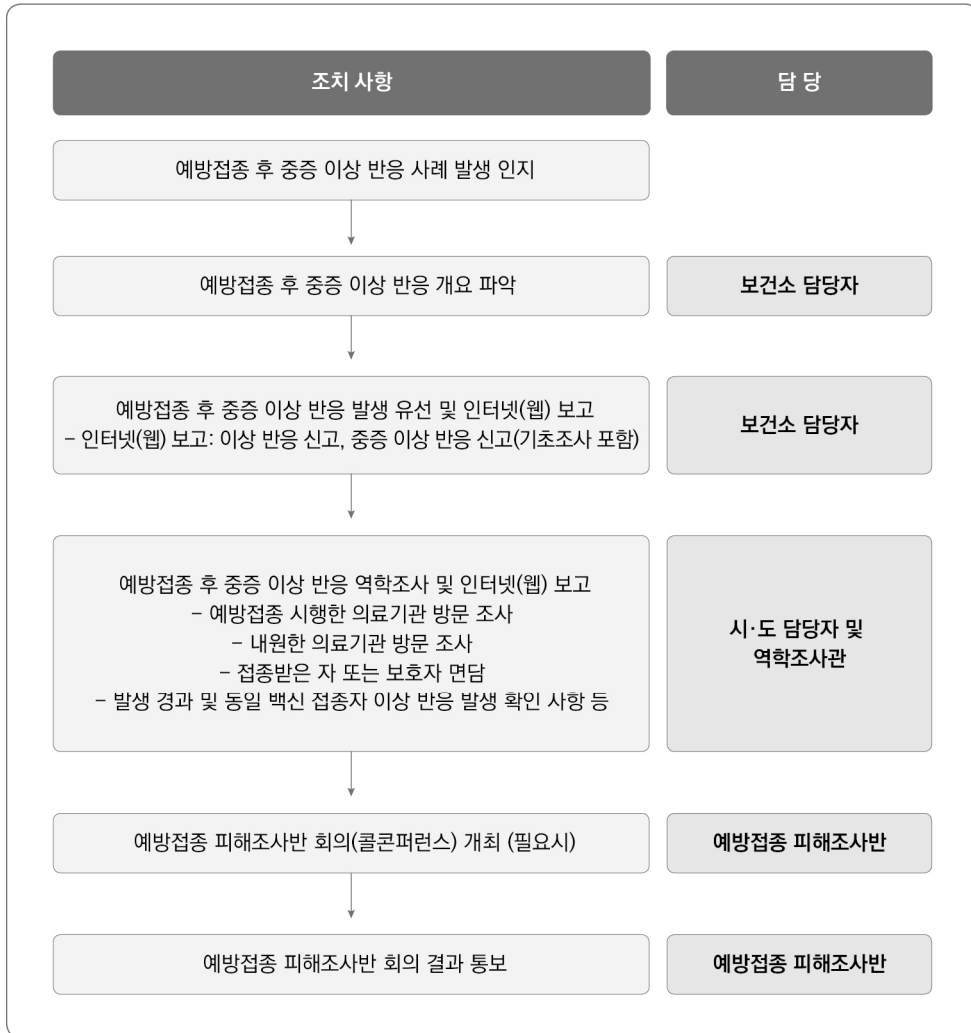 조치 사항
담 당
예방접종 후 중증 이상 반응 사례 발생 인지
예방접종 후 중증 이상 반응 개요 파악
보건소 담당자
예방접종 후 중증 이상 반응 발생 유선 및 인터넷(웹) 보고
– 인터넷(웹) 보고: 이상 반응 신고, 중증 이상 반응 신고(기초조사 포함)
보건소 담당자
예방접종 후 중증 이상 반응 역학조사 및 인터넷(웹) 보고
– 예방접종 시행한 의료기관 방문 조사
– 내원한 의료기관 방문 조사
– 접종받은 자 또는 보호자 면담
– 발생 경과 및 동일 백신 접종자 이상 반응 발생 확인 사항 등
시·도 담당자 및
역학조사관
예방접종 피해조사반 회의(콜콘퍼런스) 개최 (필요시)
예방접종 피해조사반
예방접종 피해조사반 회의 결과 통보
예방접종 피해조사반